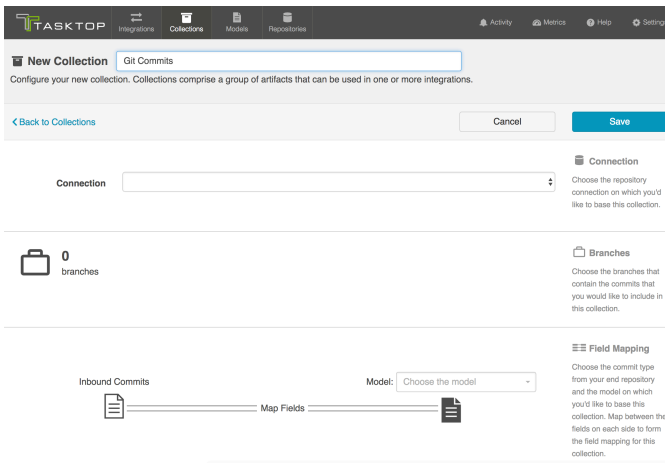 TASKTOP
Integrations
Collections
Models
Repositories
Activity
Metrics
Help
Settings
New Collection
Git Commits
Configure your new collection. Collections comprise a group of artifacts that can be used in one or more integrations.
Back to Collections
Cancel
Save
Connection
Connection
Choose the repository
connection on which you'd
like to base this collection.
0
branches
Branches
Choose the branches that
contain the commits that
you would like to include in
this collection.
Inbound Commits
Map Fields
Model:
Choose the model
Field Mapping
Choose the commit type
from your end repository
and the model on which
you'd like to base this
collection. Map between the
fields on each side to form
the field mapping for this
collection.